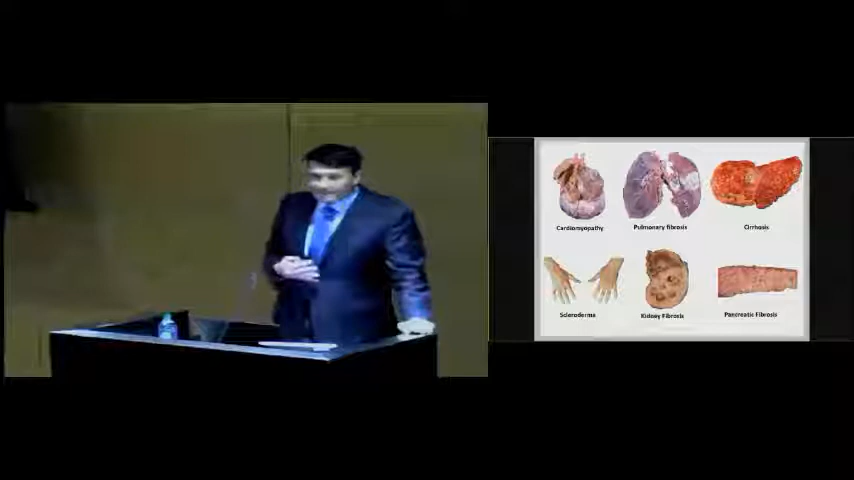 Cardiomyopathy
Pulmonary fibrosis
Cirrhosis
Scleroderma
Kidney Fibrosis
Pancreatic Fibrosis